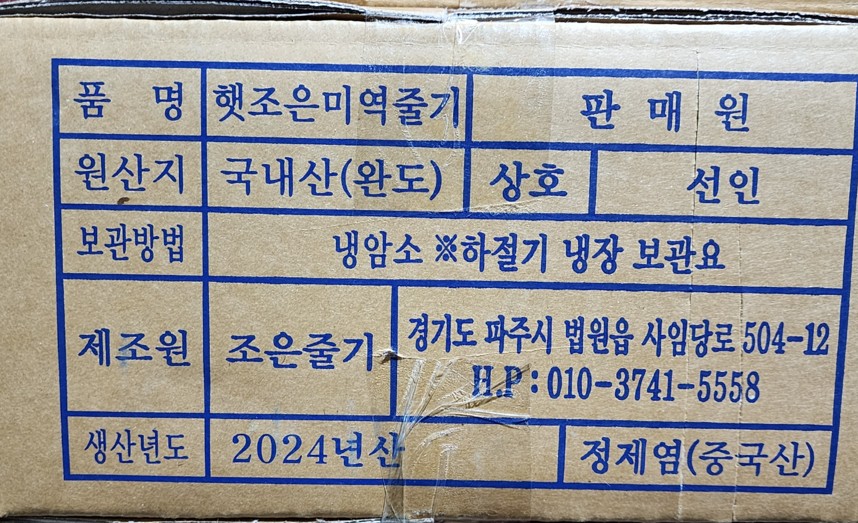 품 명 햇조은미역줄기 판 매 원
원산지 국내산(완도) 상호 선인
보관방법 냉암소 ※하절기 냉장 보관요
제조원 조은줄기 경기도 파주시 법원읍 사임당로 504-12
H.P : 010-3741-5558
생산년도 2024년산 정제염(중국산)